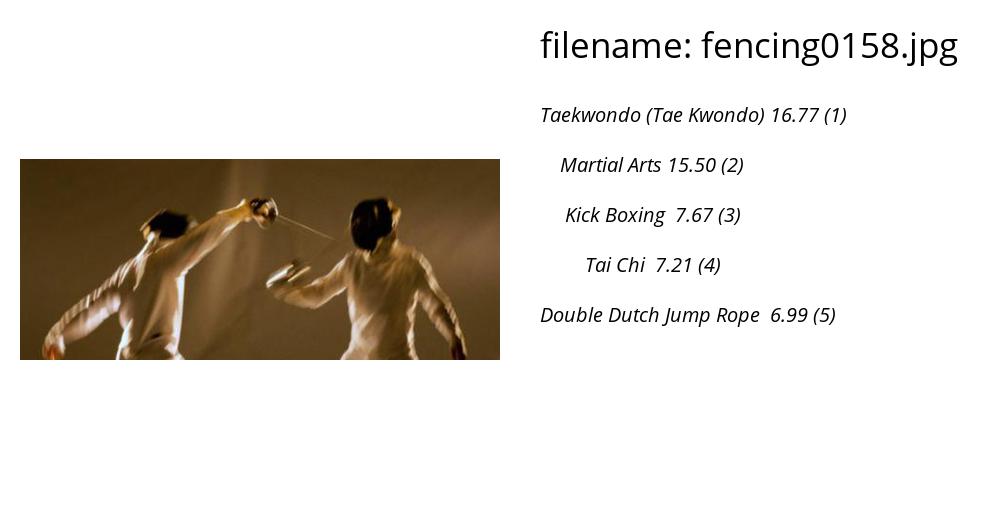 filename: fencing0158.jpg
Taekwondo (Tae Kwondo) 16.77 (1)
Martial Arts 15.50 (2)
Kick Boxing 7.67 (3)
Tai Chi 7.21 (4)
Double Dutch Jump Rope 6.99 (5)